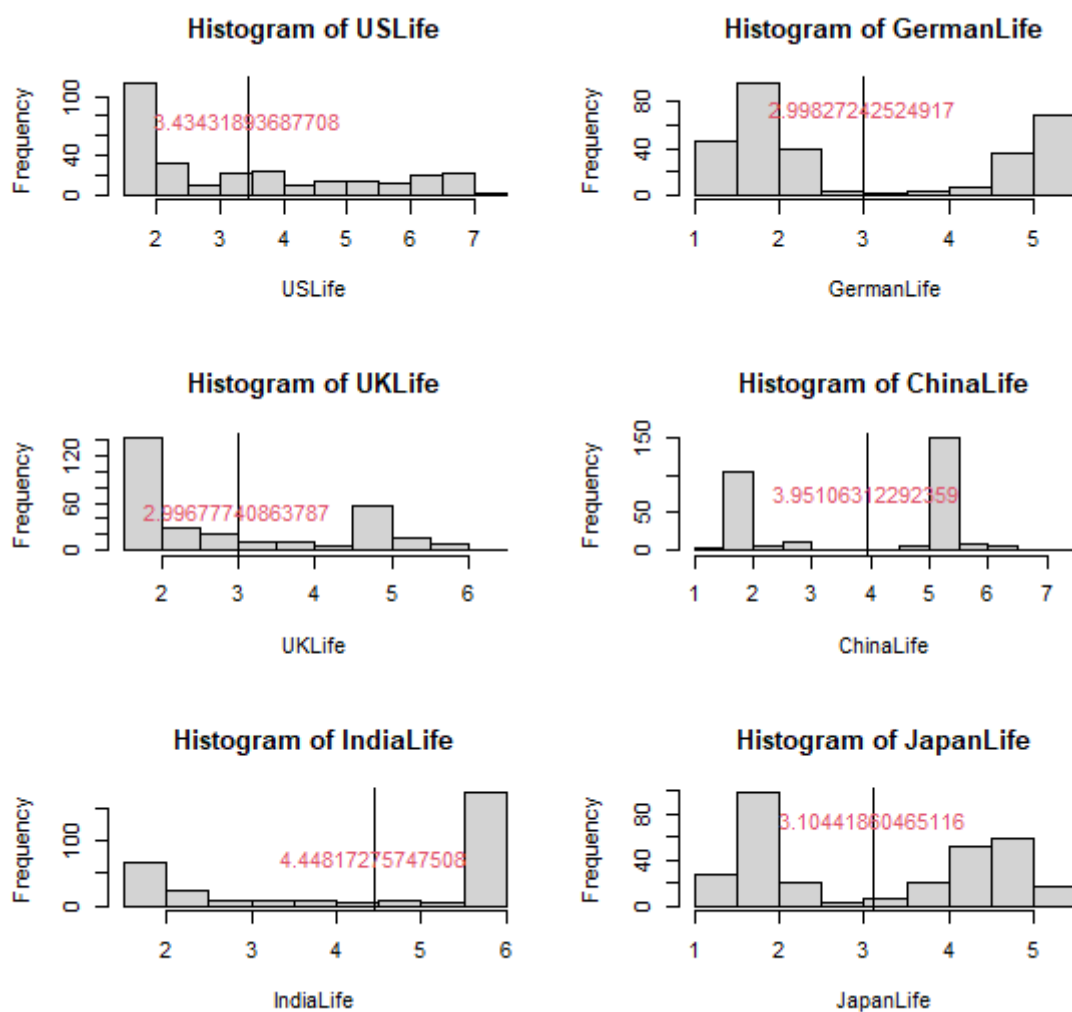 Histogram of USLife
Frequency
0 40 100
3.43431893687708
2 3 4 5 6 7
USLife
Histogram of GermanLife
Frequency
0 40 80
2.99827242524917
1 2 3 4 5
GermanLife
Histogram of UKLife
Frequency
0 60 120
2.99677740863787
2 3 4 5 6
UKLife
Histogram of ChinaLife
Frequency
0 50 150
3.95106312292359
1 2 3 4 5 6 7
ChinaLife
Histogram of IndiaLife
Frequency
0 100
4.44817275747508
2 3 4 5 6
IndiaLife
Histogram of JapanLife
Frequency
0 40 80
3.10441860465116
1 2 3 4 5
JapanLife